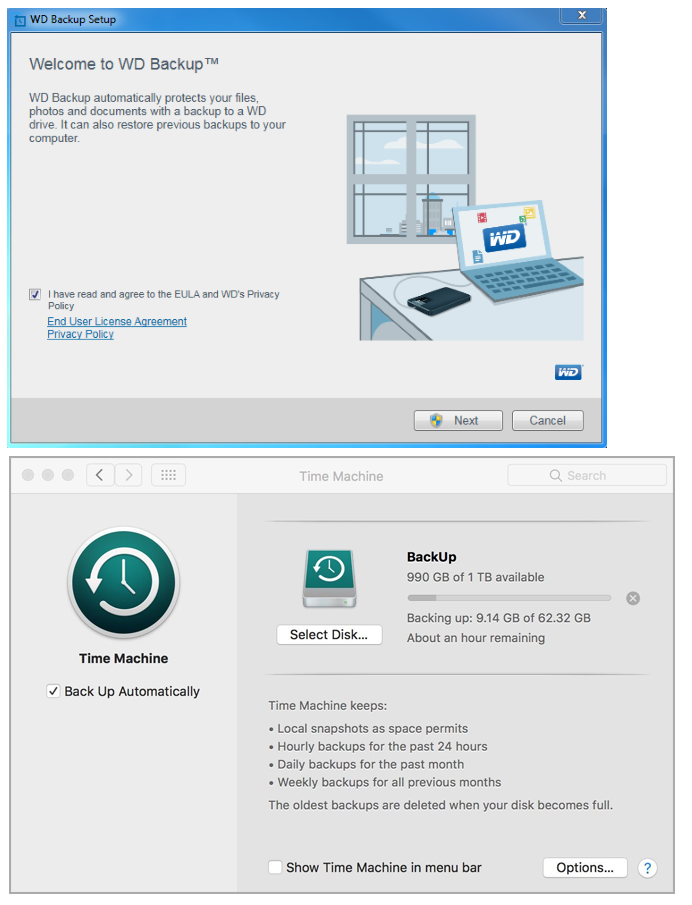 WD Backup Setup
Welcome to WD Backup™
WD Backup automatically protects your files,
photos and documents with a backup to a WD
drive. It can also restore previous backups to your
computer.
WD
I have read and agree to the EULA and WD's Privacy
Policy
End User License Agreement
Privacy Policy
WD
Next
Cancel
Time Machine
Search
BackUp
990 GB of 1 TB available
Backing up: 9.14 GB of 62.32 GB
Select Disk...
About an hour remaining
Time Machine
Back Up Automatically
Time Machine keeps:
• Local snapshots as space permits
• Hourly backups for the past 24 hours
• Daily backups for the past month
• Weekly backups for all previous months
The oldest backups are deleted when your disk becomes full.
Show Time Machine in menu bar
Options...
?